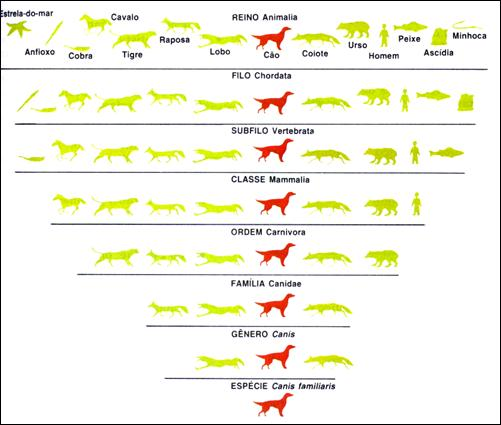 Estrela-do-mar
Cavalo
REINO Animalia
Anfioxo
Cobra
Tigre
Raposa
Lobo
Cão
Coiote
Urso
Homem
Peixe
Ascídia
Minhoca
FILO Chordata
SUBFILO Vertebrata
CLASSE Mammalia
ORDEM Carnivora
FAMÍLIA Canidae
GÊNERO Canis
ESPÉCIE Canis familiaris